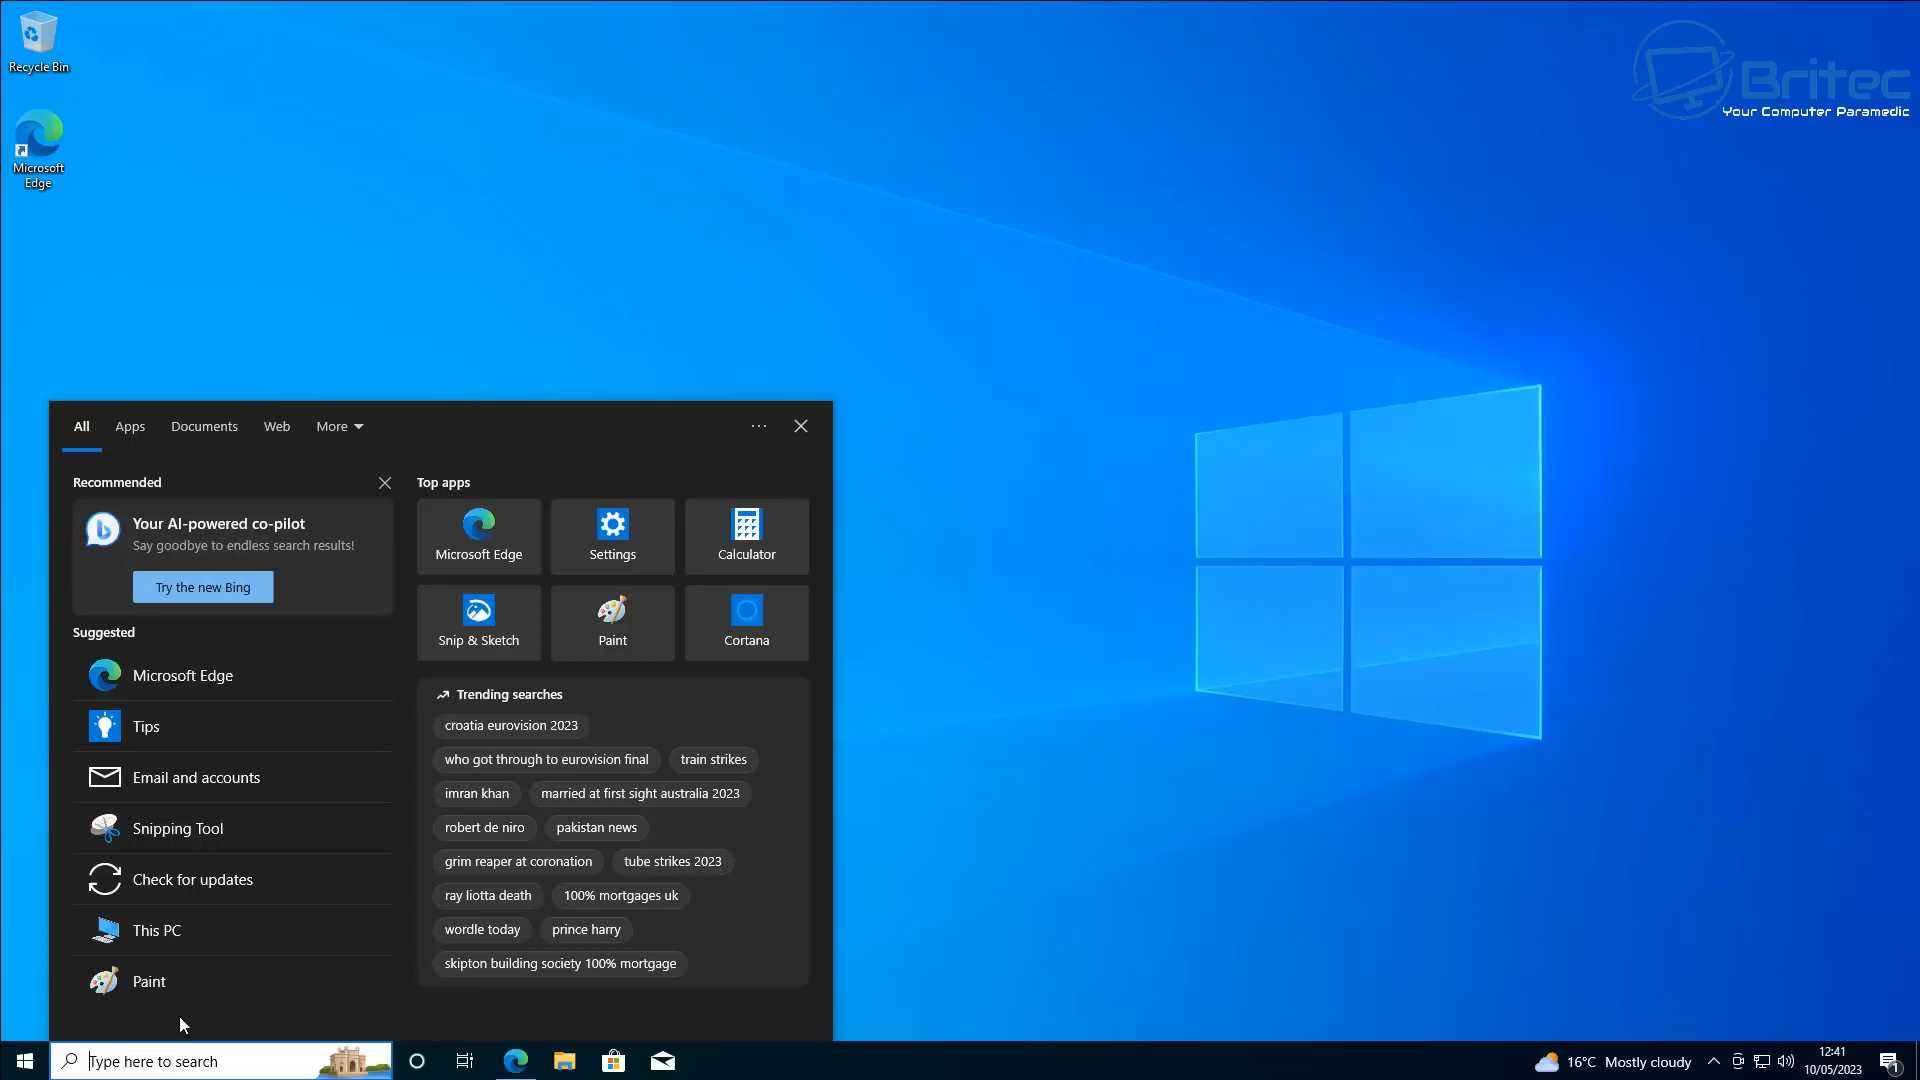 Recycle Bin
Microsoft
Edge
Britec
Your Computer Paramedic
All Apps Documents Web More
Recommended
Your AI-powered co-pilot
Say goodbye to endless search results!
Try the new Bing
Suggested
Microsoft Edge
Tips
Email and accounts
Snipping Tool
Check for updates
This PC
Paint
Top apps
Microsoft Edge Settings Calculator
Snip & Sketch Paint Cortana
Trending searches
croatia eurovision 2023
who got through to eurovision final train strikes
imran khan married at first sight australia 2023
robert de niro pakistan news
grim reaper at coronation tube strikes 2023
ray liotta death 100% mortgages uk
wordle today prince harry
skipton building society 100% mortgage
Type here to search
16°C Mostly cloudy
12:41
10/05/2023
1